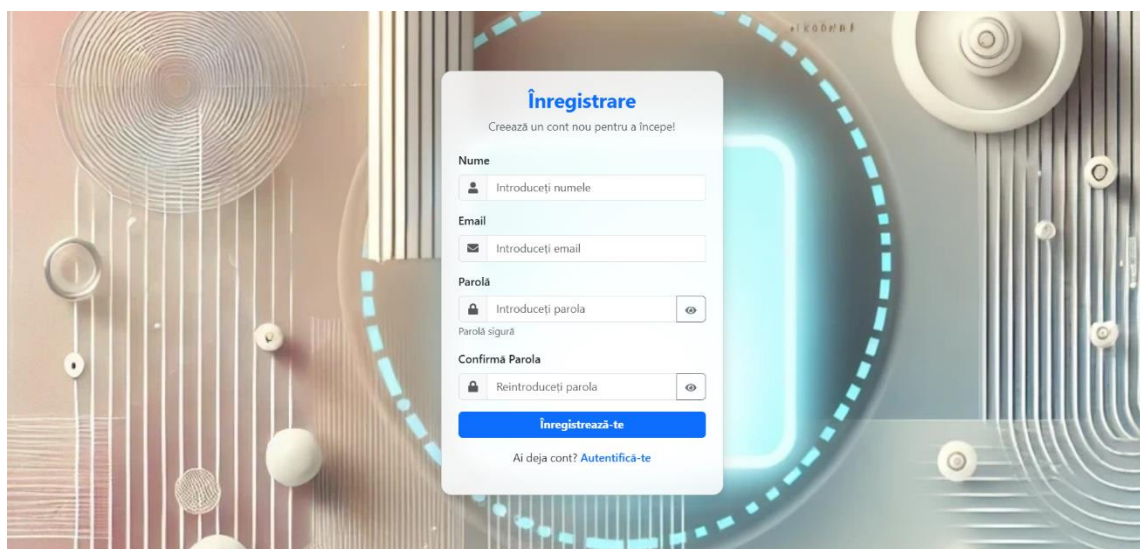 Înregistrare
Creează un cont nou pentru a începe!
Nume
Introduceți numele
Email
Introduceți email
Parolă
Introduceți parola
Parolă sigură
Confirmă Parola
Reintroduceți parola
Înregistrează-te
Ai deja cont? Autentifică-te